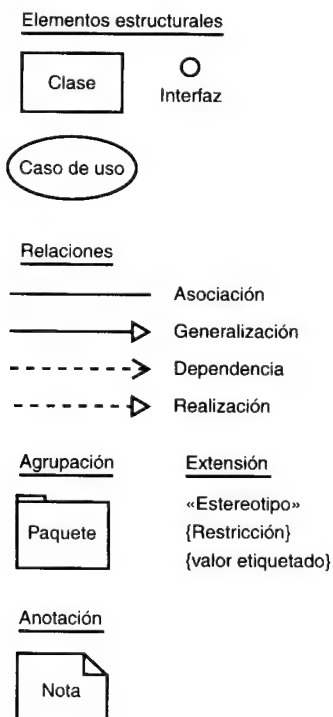 Elementos estructurales
Clase
Interfaz
Caso de uso
Relaciones
Asociación
Generalización
Dependencia
Realización
Agrupación
Paquete
Extensión
«Estereotipo»
{Restricción}
{valor etiquetado}
Anotación
Nota